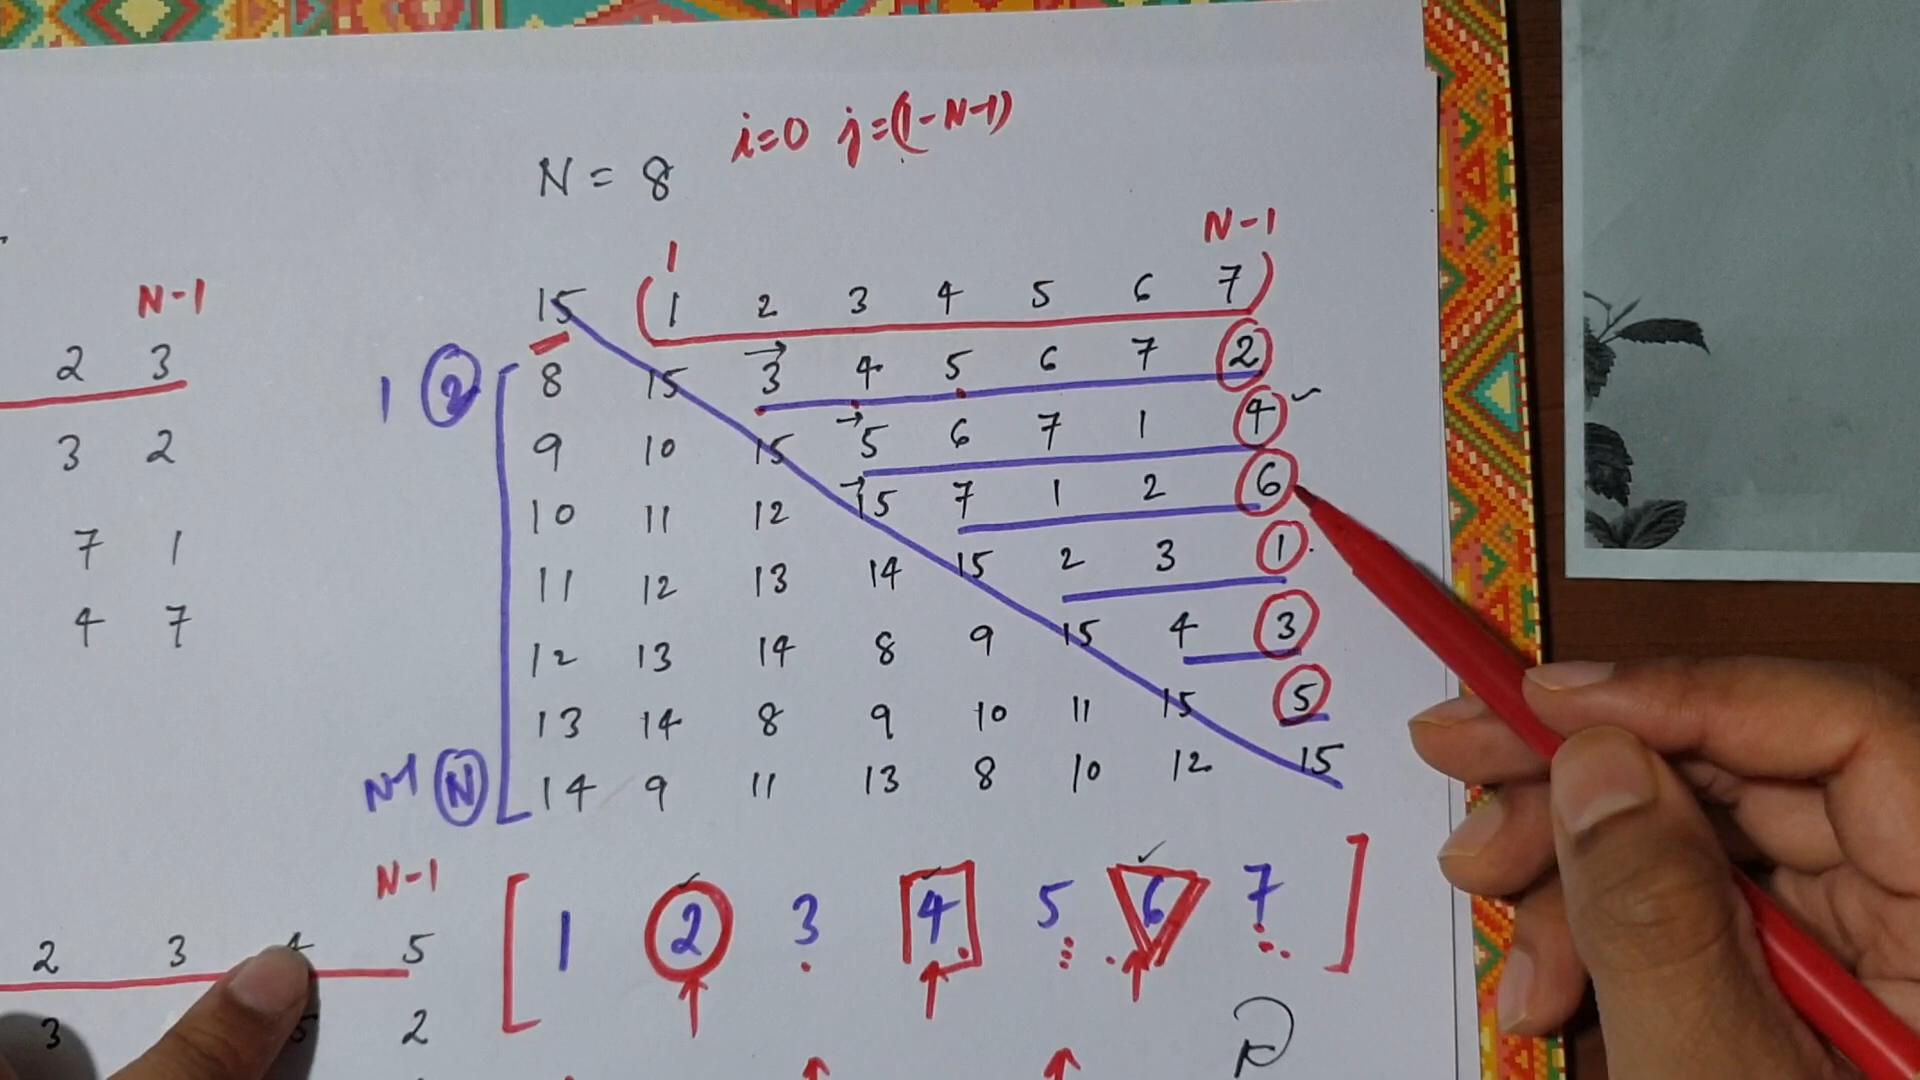 i=0 j=(1-N-1)
N = 8
1 N-1
15 (1 2 3 4 5 6 7)
1 2 8 15 3 4 5 6 7 2
9 10 15 5 6 7 1 4
10 11 12 15 7 1 2 6
11 12 13 14 15 2 3 1
12 13 14 8 9 15 4 3
13 14 8 9 10 11 15 5
N-1 N 14 9 11 13 8 10 12 15
[1 2 3 4 5 6 7]
N-1
2 3
3 2
7 1
4 7
N-1
2 3 4 5
3 5 2